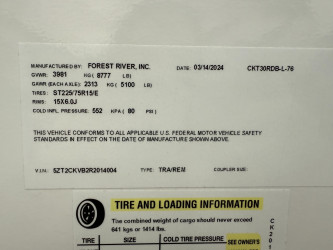 MANUFACTURED BY: FOREST RIVER, INC. DATE: 03/14/2024 CKT30RDB-L-76
GVWR: 3981 KG ( 8777 LB)
GAWR (EACH AXLE): 2313 KG ( 5100 LB)
TIRES: ST225/75R15/E
RIMS: 15X6.0J
COLD INFL. PRESSURE: 552 KPA ( 80 PSI)
THIS VEHICLE CONFORMS TO ALL APPLICABLE U.S. FEDERAL MOTOR VEHICLE SAFETY
STANDARDS IN EFFECT ON THE DATE OF MANUFACTURE SHOWN ABOVE.
V.I.N.: 5ZT2CKVB2R2014004 TYPE: TRA/REM COUPLER SIZE:
TIRE AND LOADING INFORMATION
The combined weight of cargo should never exceed
641 kgs or 1414 lbs.
TIRE SIZE COLD TIRE PRESSURE SEE OWNER'S
CK201